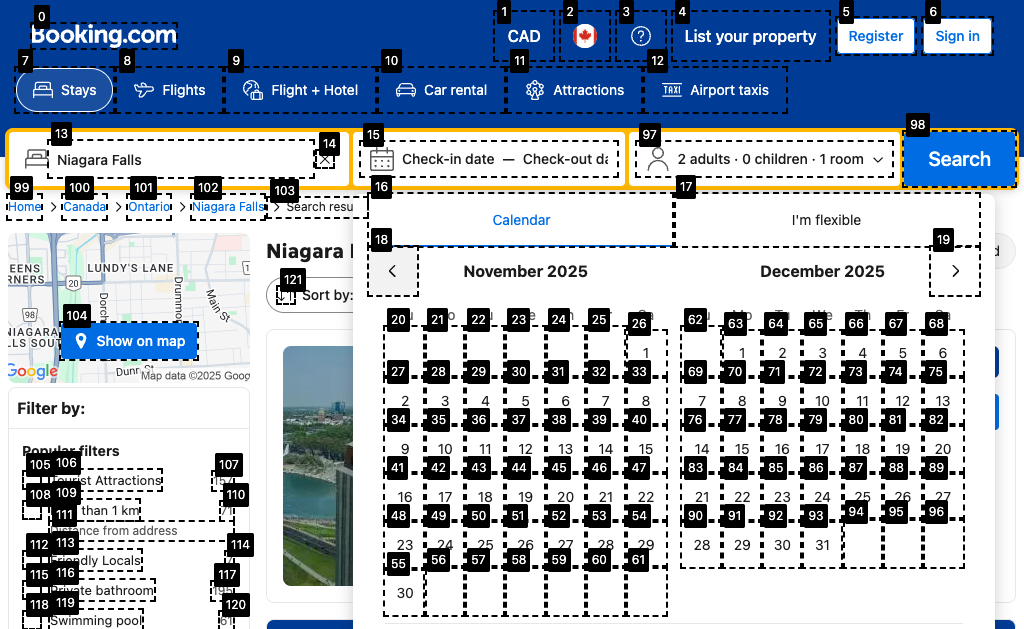 0
Booking.com
1
CAD
2
3
4
List your property
5
Register
6
Sign in
7
Stays
8
Flights
9
Flight + Hotel
10
Car rental
11
Attractions
12
TAXI
Airport taxis
13
Niagara Falls
14
15
Check-in date — Check-out da
97
2 adults · 0 children · 1 room
98
Search
99
Home
100
Canada
101
Ontario
102
Niagara Falls
103
Search resu
16
Calendar
17
I'm flexible
18
19
November 2025
December 2025
20 21 22 23 24 25 26
1
27 28 29 30 31 32 33
2 3 4 5 6 7 8
34 35 36 37 38 39 40
9 10 11 12 13 14 15
41 42 43 44 45 46 47
16 17 18 19 20 21 22
48 49 50 51 52 53 54
23 24 25 26 27 28 29
55 56 57 58 59 60 61
30
62 63 64 65 66 67 68
1 2 3 4 5 6
69 70 71 72 73 74 75
7 8 9 10 11 12 13
76 77 78 79 80 81 82
14 15 16 17 18 19 20
83 84 85 86 87 88 89
21 22 23 24 25 26 27
90 91 92 93 94 95 96
28 29 30 31
LUNDY'S LANE
20
98
Main St
Drummo
Dorch
104
Show on map
Google
Map data ©2025 Goog
Niagara
121
Sort by:
Filter by:
Popular filters
105 106 107
Tourist Attractions
108 109 110
than 1 km
111
Distance from address
112 113 114
Friendly Locals
115 116 117
Private bathroom
118 119 120
Swimming pool